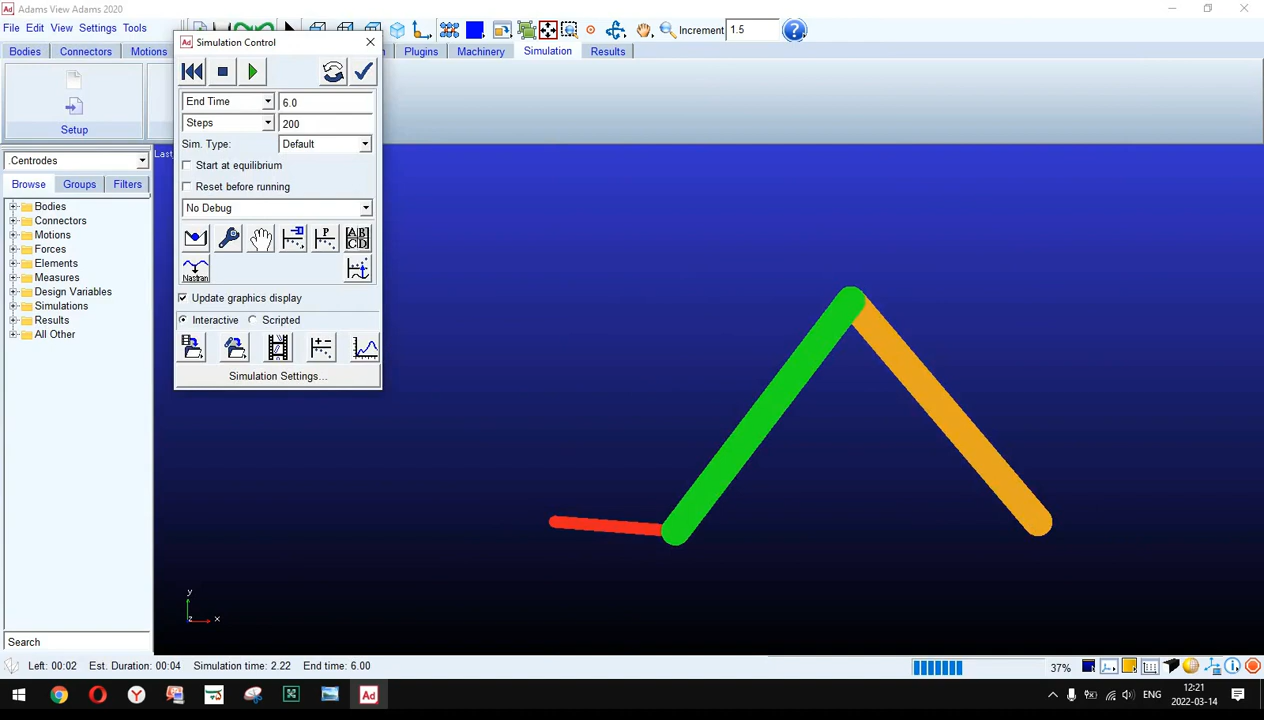 Adams View Adams 2020
File Edit View Settings Tools
Increment 1.5
Bodies Connectors Motions Plugins Machinery Simulation Results
Setup
Simulation Control
End Time 6.0
Steps 200
Sim. Type: Default
Start at equilibrium
Reset before running
No Debug
P
A B
C D
Nastran
Update graphics display
Interactive Scripted
Simulation Settings...
Last
Centrodes
Browse Groups Filters
Bodies
Connectors
Motions
Forces
Elements
Measures
Design Variables
Simulations
Results
All Other
Search
y
z x
Left: 00:02 Est. Duration: 00:04 Simulation time: 2.22 End time: 6.00 37%
Ad ENG 12:21
2022-03-14